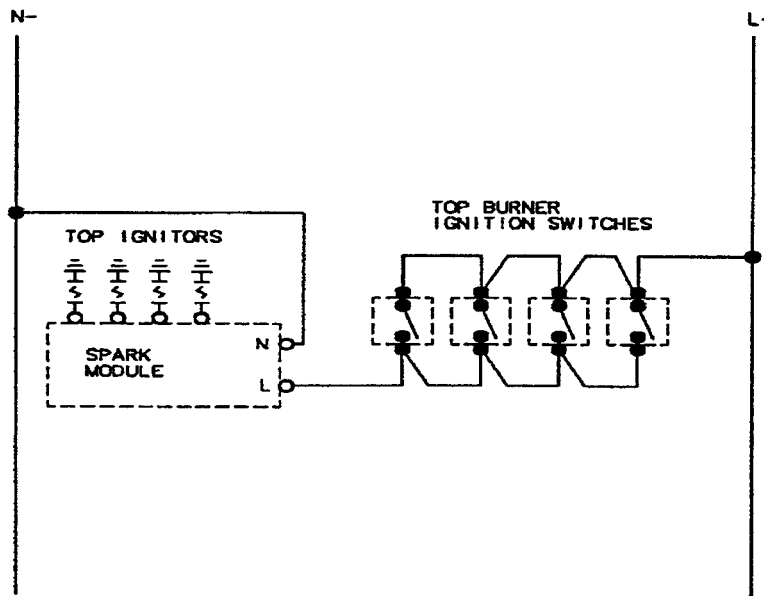 N-
L-
TOP BURNER
IGNITION SWITCHES
TOP IGNITORS
N
SPARK
MODULE
L